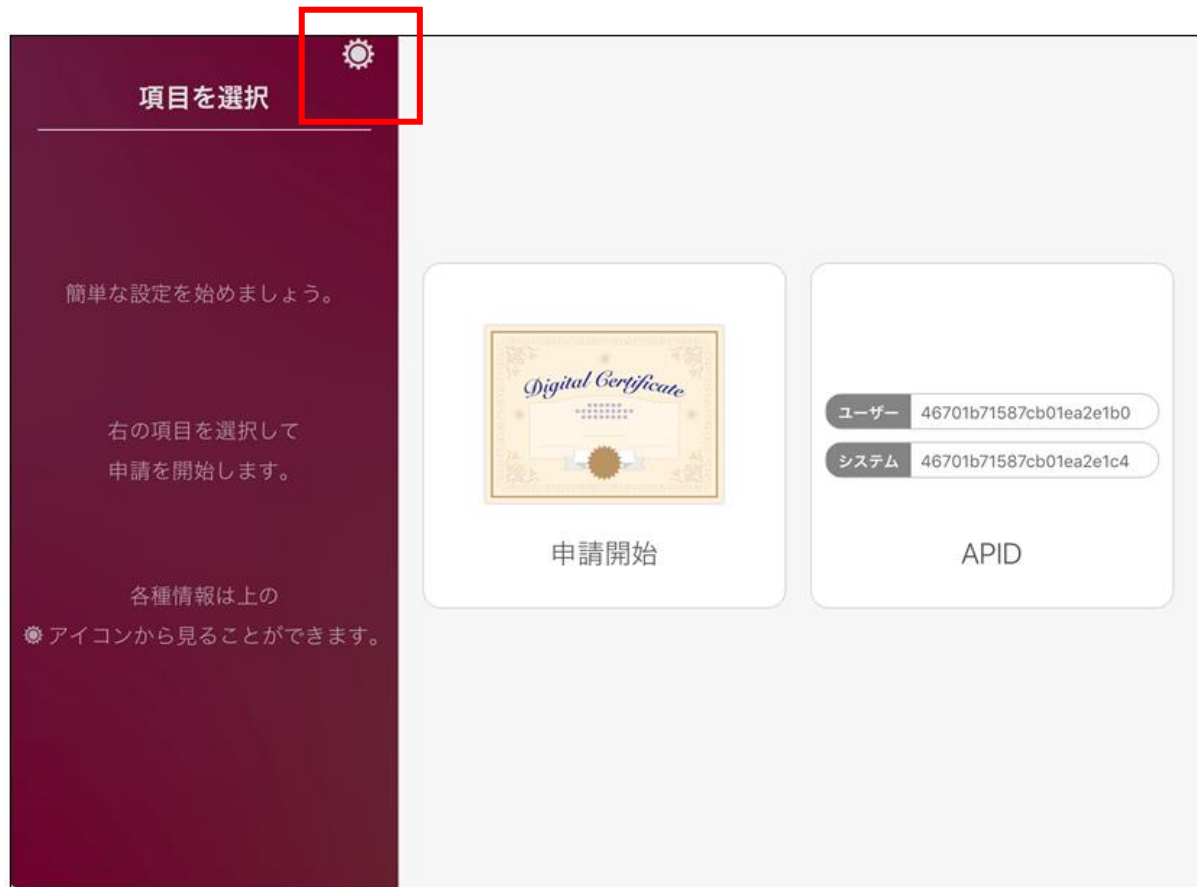 項目を選択
簡単な設定を始めましょう。
右の項目を選択して
申請を開始します。
各種情報は上の
アイコンから見ることができます。
Digital Certificate
申請開始
ユーザー 46701b71587cb01ea2e1b0
システム 46701b71587cb01ea2e1c4
APID